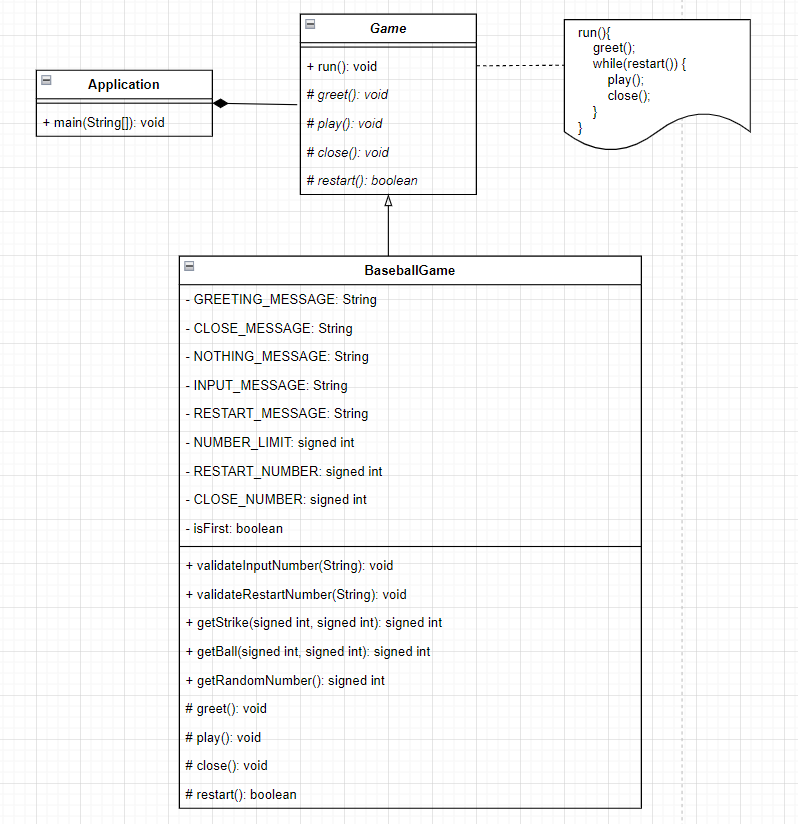 Application
+ main(String[]): void
Game
+ run(): void
# greet(): void
# play(): void
# close(): void
# restart(): boolean
run(){
greet();
while(restart()) {
play();
close();
}
}
BaseballGame
- GREETING_MESSAGE: String
- CLOSE_MESSAGE: String
- NOTHING_MESSAGE: String
- INPUT_MESSAGE: String
- RESTART_MESSAGE: String
- NUMBER_LIMIT: signed int
- RESTART_NUMBER: signed int
- CLOSE_NUMBER: signed int
- isFirst: boolean
+ validateInputNumber(String): void
+ validateRestartNumber(String): void
+ getStrike(signed int, signed int): signed int
+ getBall(signed int, signed int): signed int
+ getRandomNumber(): signed int
# greet(): void
# play(): void
# close(): void
# restart(): boolean